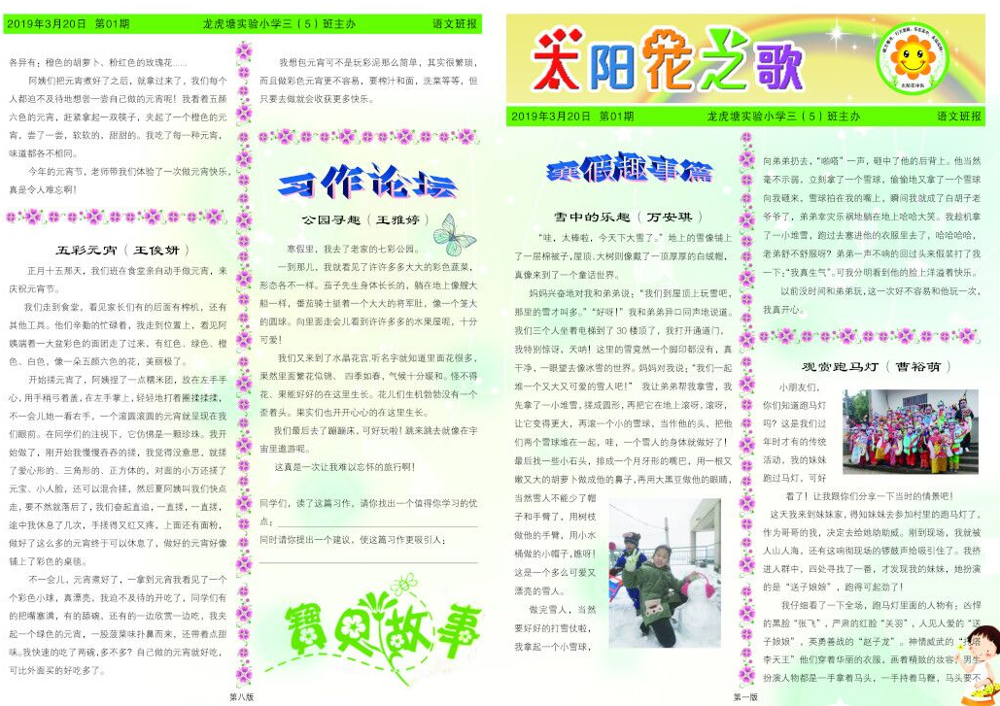 2019年3月20日 第01期 龙虎塘实验小学三（5）班主办 语文班报
各异有；橙色的胡萝卜、粉红色的玫瑰花……
阿姨们把元宵煮好了之后，就拿过来了，我们每个
人都迫不及待地想尝一尝自己做的元宵呢！我看着五颜
六色的元宵，赶紧拿起一双筷子，夹起了一个橙色的元
宵，尝了一尝，软软的，甜甜的。我吃了每一种元宵，
味道都各不相同。
今年的元宵节，老师带我们体验了一次做元宵快乐，
真是令人难忘啊！
五彩元宵（王俊妍）
正月十五那天，我们班在食堂亲自动手做元宵，来
庆祝元宵节。
我们走到食堂，看见家长们有的后面有榨机，还有
其他工具。他们辛勤的忙碌着，我走到位置上，看见阿
姨端着一大盆彩色的面团走了过来，有红色、绿色、橙
色、白色，像一朵五颜六色的花，美丽极了。
开始搓元宵了，阿姨捏了一点糯米团，放在左手手
心，用手稍弓着盖，在左手掌上，轻轻地打着圈揉揉揉，
不一会儿她一看右手，一个滚圆滚圆的元宵就呈现在我
们眼前。在同学们的注视下，它仿佛是一颗珍珠。我开
始做了，刚开始我慢慢吞吞的搓，我觉得没意思，就搓
了爱心形的、三角形的、正方体的，对面的小万还搓了
元宝、小人脸，还可以混合搓，然后夏阿姨叫我们快点
走，要不然就落后了，我们奋起直追，一直搓，一直搓，
途中我休息了几次，手搓得又红又疼，上面还有面粉，
做好了这么多的元宵终于可以休息了，做好的元宵好像
铺上了彩色的桌毯。
不一会儿，元宵煮好了，一拿到元宵我看见了一个
个彩色小球，真漂亮，我迫不及待的开吃了，同学们有
的把嘴塞满，有的舔碗，还有的一边欣赏一边吃，我夹
起一个绿色的元宵，一股菠菜味扑鼻而来，还带着点甜
味。我快速的吃了两碗，多不多？自己做的元宵就好吃，
可比外面买的好吃多了。
我想包元宵可不是玩彩泥那么简单，其实很繁琐，
而且做彩色元宵更不容易，要榨汁和面，洗菜等等，但
只要去做就会收获更多快乐。
习作论坛
公园寻趣（王雅婷）
寒假里，我去了老家的七彩公园。
一到那儿，我就看见了许许多多大大的彩色蔬菜，
形态各不一样。茄子先生身体长长的，躺在地上像艘大
船一样，番茄骑士挺着一个大大的将军肚，像一个笼大
的圆球。向里面走会儿看到许许多多的水果屋呢，十分
可爱！
我们又来到了水晶花宫，听名字就知道里面花很多，
果然里面繁花似锦、四季如春，气候十分暖和。怪不得
花、果能好好的在这里生长。花儿们生机勃勃没有一个
歪着头。果实们也开开心心的在这里生长。
我们最后去了蹦蹦床，可好玩啦！跳来跳去就像在宇
宙里遨游呢。
这真是一次让我难以忘怀的旅行啊！
同学们，读了这篇习作，请你找出一个值得你学习的优
点：
同时请你提出一个建议，使这篇习作更吸引人；
寶贝故事
第八版
太阳花之歌
太阳花中队
2019年3月20日 第01期 龙虎塘实验小学三（5）班主办 语文班报
寒假趣事篇
雪中的乐趣（万安琪）
“哇，太棒啦，今天下大雪了。”地上的雪像铺上
了一层棉被子，屋顶、大树则像戴了一顶厚厚的白绒帽，
真像来到了一个童话世界。
妈妈兴奋地对我和弟弟说：“我们到屋顶上玩雪吧，
那里的雪才叫多。”“好呀！”我和弟弟异口同声地说道。
我们三个人坐着电梯到了30楼顶了，我打开通道门，
我特别惊讶，天呐！这里的雪竟然一个脚印都没有，真
干净，一眼望去像冰雪的世界。妈妈对我说：“我们一起
堆一个又大又可爱的雪人吧！”我让弟弟帮我拿雪，我
先拿了一小堆雪，搓成圆形，再把它在地上滚呀，滚呀，
让它变得更大，再滚一个小的雪球，当作他的头，把他
们两个雪球堆在一起，哇，一个雪人的身体就做好了！
最后找一些小石头，排成一个月牙形的嘴巴，用一根又
嫩又大的胡萝卜做成他的鼻子，再用大黑豆做他的眼睛，
当然雪人不能少了帽
子和手臂了，用树枝
做他的手臂，用小水
桶做的小帽子，瞧呀！
这是一个多么可爱又
漂亮的雪人。
做完雪人，当然
要好好的打雪仗啦，
我拿起一个小雪球，
向弟弟扔去，“啪嗒”一声，砸中了他的后背上。他当然
毫不示弱，立刻拿了一个雪球，偷偷地又拿了一个雪球
向我砸来，雪球拍在我的嘴上，瞬间我就成了白胡子老
爷爷了，弟弟幸灾乐祸地躺在地上哈哈大笑。我趁机拿
了一小堆雪，跑过去塞进他的衣服里去了，哈哈哈哈，
老弟舒不舒服呀？弟弟一声不响的回过头来假装打了我
一下：“我真生气”。可我分明看到他的脸上洋溢着快乐。
以前没时间和弟弟玩，这一次好不容易和他玩一次，
我真开心。
观赏跑马灯（曹裕萌）
小朋友们，
你们知道跑马灯
吗？这是我们过
年时才有的传统
活动，我的妹妹
跑过马灯，可好
看了！让我跟你们分享一下当时的情景吧！
这天我来到妹妹家，得知妹妹去参加村里的跑马灯了，
作为哥哥的我，决定去给她助助威。刚到现场，我就被
人山人海，还有这响彻现场的锣鼓声给吸引住了。我挤
进人群中，四处寻找了一番，才发现我的妹妹，她扮演
的是“送子娘娘”，跑得可起劲了！
我仔细看了一下全场，跑马灯里面的人物有；凶悍
的黑脸“张飞”，严肃的红脸“关羽”，人见人爱的“送
子娘娘”，英勇善战的“赵子龙”。神情威武的“托塔
李天王”他们穿着华丽的衣服，画着精致的妆容，男生
扮演人物都是一手拿着马头，一手持着马鞭，马头要不
第一版